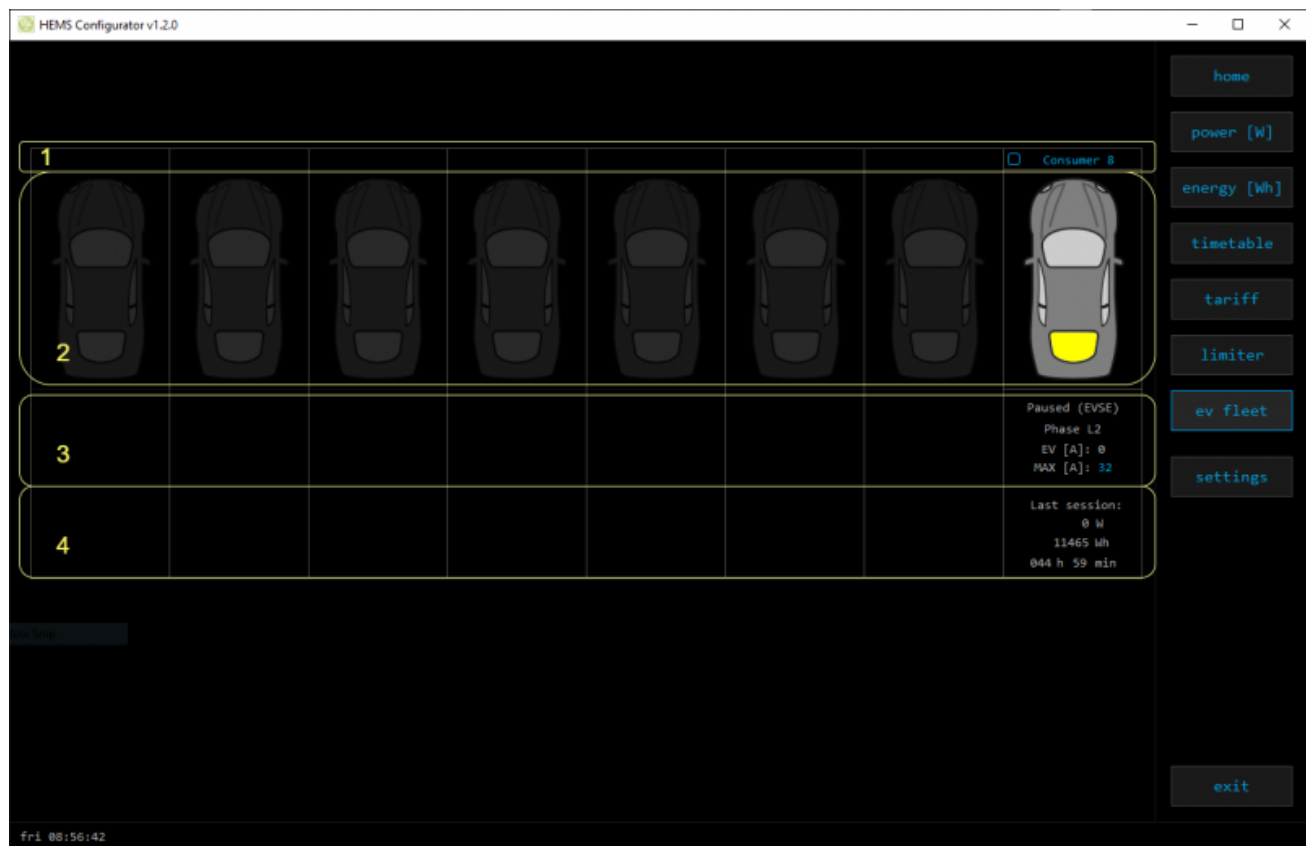 HEMS Configurator v1.2.0
home
power [W]
1
Consumer 8
energy [Wh]
timetable
tariff
2
limiter
ev fleet
3
Paused (EVSE)
Phase L2
EV [A]: 0
MAX [A]: 32
settings
4
Last session:
0 W
11465 Wh
044 h 59 min
Snip
exit
fri 08:56:42